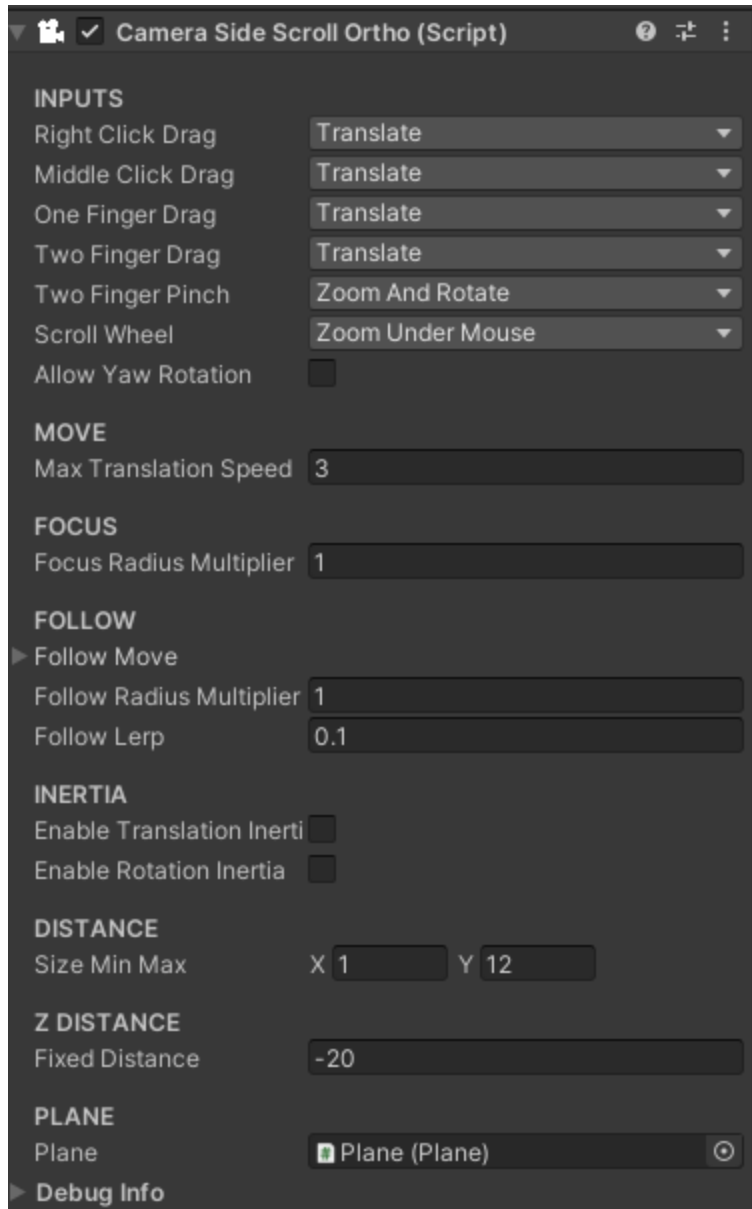 Camera Side Scroll Ortho (Script)
INPUTS
Right Click Drag Translate
Middle Click Drag Translate
One Finger Drag Translate
Two Finger Drag Translate
Two Finger Pinch Zoom And Rotate
Scroll Wheel Zoom Under Mouse
Allow Yaw Rotation
MOVE
Max Translation Speed 3
FOCUS
Focus Radius Multiplier 1
FOLLOW
Follow Move
Follow Radius Multiplier 1
Follow Lerp 0.1
INERTIA
Enable Translation Inerti
Enable Rotation Inertia
DISTANCE
Size Min Max X 1 Y 12
Z DISTANCE
Fixed Distance -20
PLANE
Plane # Plane (Plane)
Debug Info